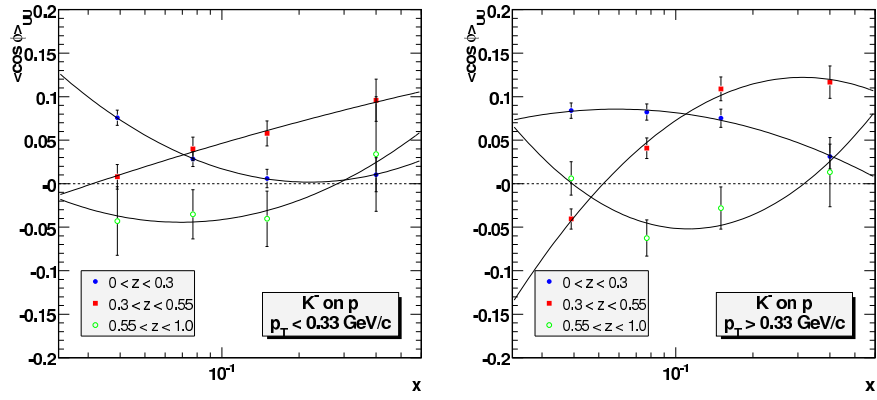 <cos φ>UU
0.2
0.15
0.1
0.05
-0
-0.05
-0.1
-0.15
-0.2
0 < z < 0.3
0.3 < z < 0.55
0.55 < z < 1.0
K⁻ on p
pT < 0.33 GeV/c
10⁻¹
x
<cos φ>UU
0.2
0.15
0.1
0.05
-0
-0.05
-0.1
-0.15
-0.2
0 < z < 0.3
0.3 < z < 0.55
0.55 < z < 1.0
K⁻ on p
pT > 0.33 GeV/c
10⁻¹
x